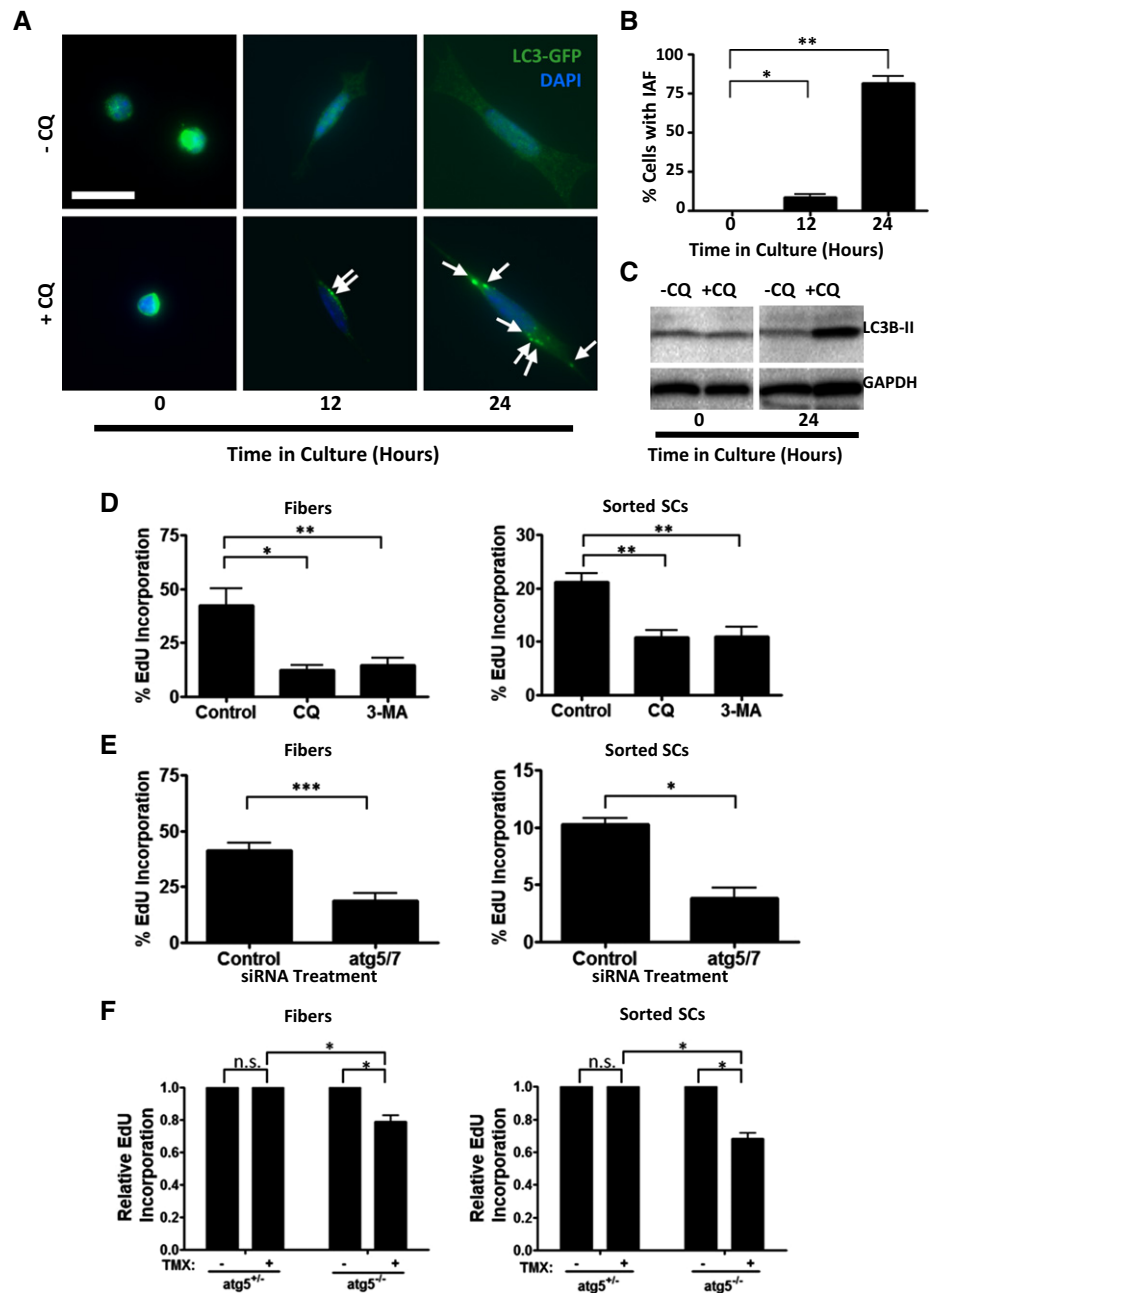 A
LC3-GFP
DAPI
- CQ
+ CQ
0 12 24
Time in Culture (Hours)
B
% Cells with IAF
100
75
50
25
0
*
**
0 12 24
Time in Culture (Hours)
C
-CQ +CQ -CQ +CQ
LC3B-II
GAPDH
0 24
Time in Culture (Hours)
D
Fibers
% EdU Incorporation
75
50
25
0
**
*
Control CQ 3-MA
Sorted SCs
% EdU Incorporation
30
20
10
0
**
**
Control CQ 3-MA
E
Fibers
% EdU Incorporation
75
50
25
0
***
Control atg5/7
siRNA Treatment
Sorted SCs
% EdU Incorporation
15
10
5
0
*
Control atg5/7
siRNA Treatment
F
Fibers
Relative EdU
Incorporation
1.0
0.8
0.6
0.4
0.2
0.0
n.s.
*
*
TMX: - + - +
atg5+/- atg5-/-
Sorted SCs
Relative EdU
Incorporation
1.0
0.8
0.6
0.4
0.2
0.0
n.s.
*
*
TMX: - + - +
atg5+/- atg5-/-